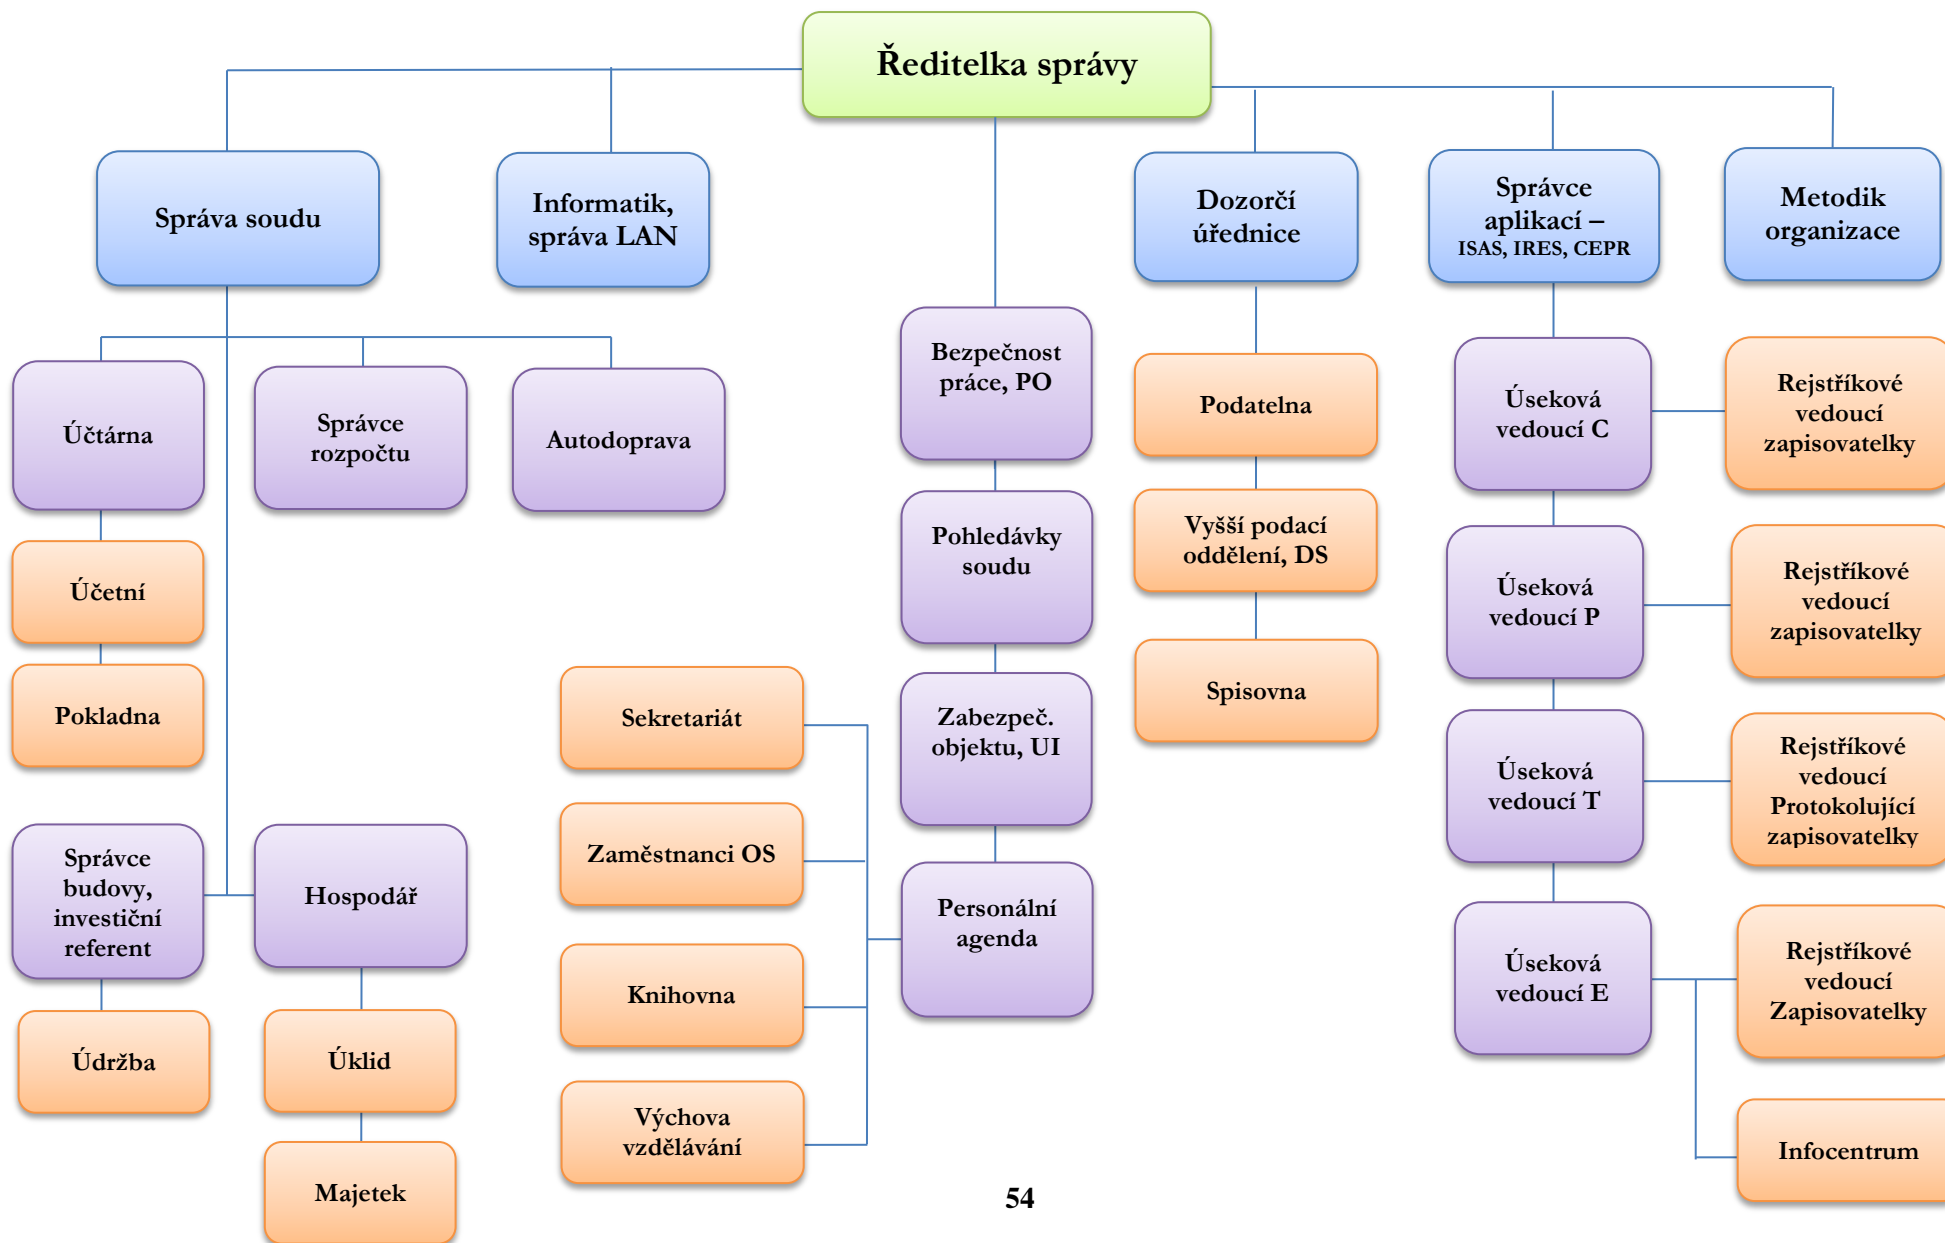 Ředitelka správy
Správa soudu
Informatik,
správa LAN
Dozorčí
úřednice
Správce
aplikací –
ISAS, IRES, CEPR
Metodik
organizace
Účtárna
Správce
rozpočtu
Autodoprava
Účetní
Pokladna
Správce
budovy,
investiční
referent
Hospodář
Údržba
Úklid
Majetek
Bezpečnost
práce, PO
Pohledávky
soudu
Zabezpeč.
objektu, UI
Personální
agenda
Sekretariát
Zaměstnanci OS
Knihovna
Výchova
vzdělávání
Podatelna
Vyšší podací
oddělení, DS
Spisovna
Úseková
vedoucí C
Rejstříkové
vedoucí
zapisovatelky
Úseková
vedoucí P
Rejstříkové
vedoucí
zapisovatelky
Úseková
vedoucí T
Rejstříkové
vedoucí
Protokolující
zapisovatelky
Úseková
vedoucí E
Rejstříkové
vedoucí
Zapisovatelky
Infocentrum
54